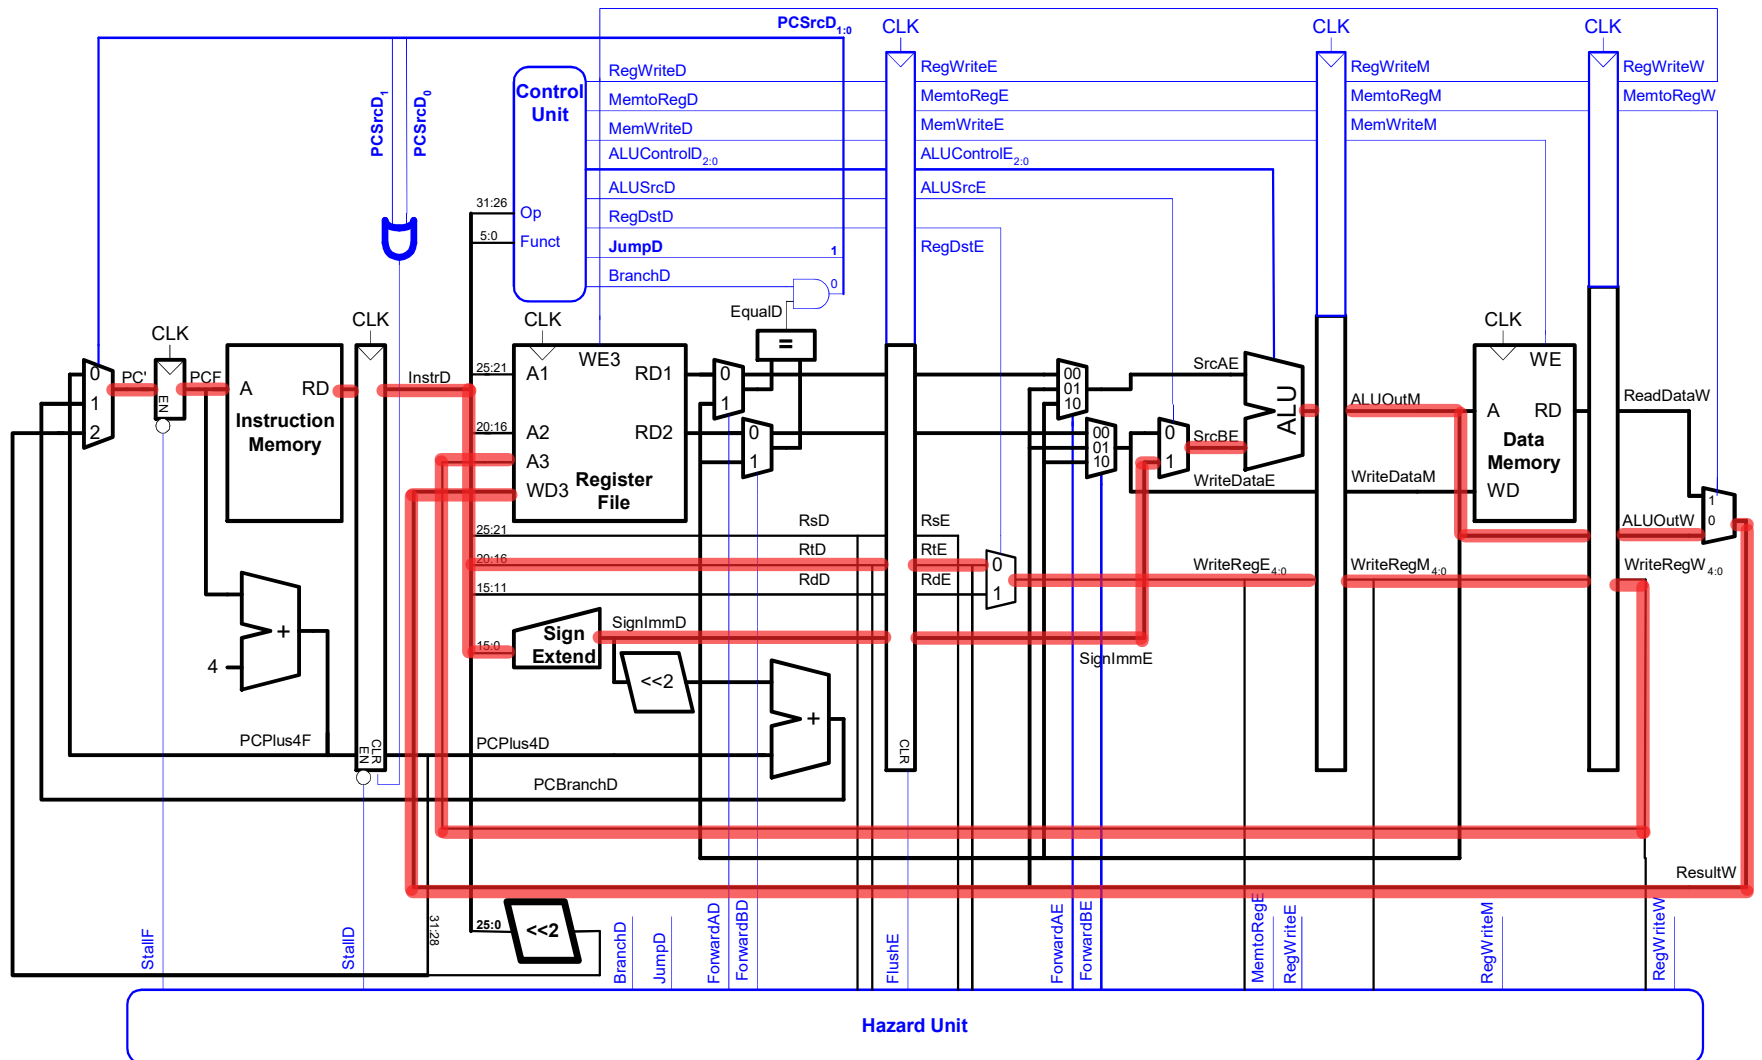 PCSrcD1:0
CLK
CLK
CLK
RegWriteD
RegWriteE
RegWriteM
RegWriteW
Control
Unit
MemtoRegD
MemtoRegE
MemtoRegM
MemtoRegW
PCSrcD1
PCSrcD0
MemWriteD
MemWriteE
MemWriteM
ALUControlD2:0
ALUControlE2:0
ALUSrcD
ALUSrcE
31:26
Op
RegDstD
5:0
Funct
JumpD
1
RegDstE
BranchD
0
EqualD
CLK
CLK
CLK
CLK
=
WE3
WE
0
1
2
PC'
EN
PCF
A
RD
Instruction
Memory
InstrD
25:21
A1
RD1
0
1
00
01
10
SrcAE
ALU
ALUOutM
A
RD
ReadDataW
20:16
A2
RD2
0
1
00
01
10
0
1
SrcBE
Data
Memory
A3
WD3
Register
File
WriteDataE
WriteDataM
WD
1
0
ALUOutW
25:21
RsD
RsE
20:16
RtD
RtE
0
WriteRegE4:0
WriteRegM4:0
WriteRegW4:0
15:11
RdD
RdE
1
+
4
15:0
Sign
Extend
SignImmD
SignImmE
<<2
+
PCPlus4F
EN
CLR
PCPlus4D
CLR
PCBranchD
ResultW
25:0
<<2
31:28
StallF
StallD
BranchD
JumpD
ForwardAD
ForwardBD
FlushE
ForwardAE
ForwardBE
MemtoRegE
RegWriteE
RegWriteM
RegWriteW
Hazard Unit